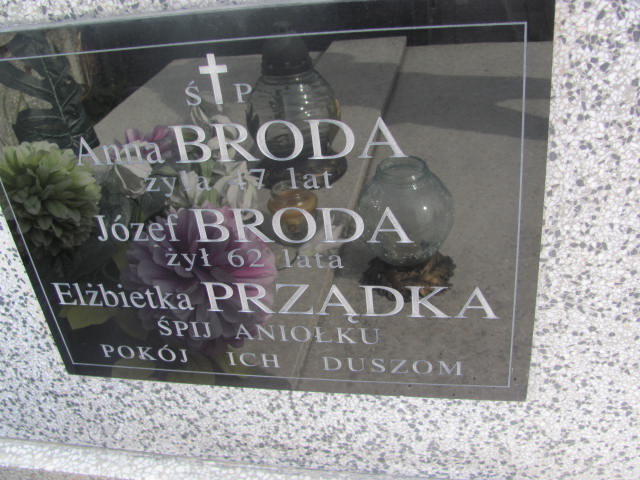 Ś P
Anna BRODA
żyła 47 lat
Józef BRODA
żył 62 lata
Elżbietka PRZĄDKA
ŚPIJ ANIOŁKU
POKÓJ ICH DUSZOM